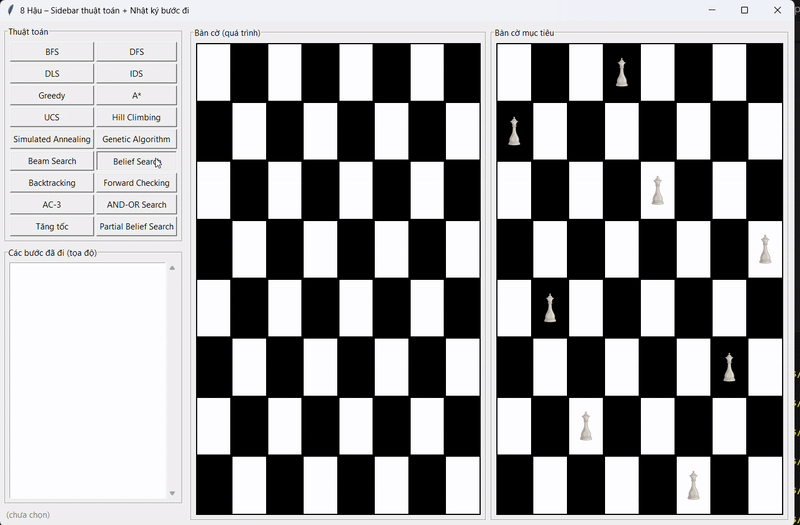 8 Hậu – Sidebar thuật toán + Nhật ký bước đi
Thuật toán
BFS
DFS
DLS
IDS
Greedy
A*
UCS
Hill Climbing
Simulated Annealing
Genetic Algorithm
Beam Search
Belief Search
Backtracking
Forward Checking
AC-3
AND-OR Search
Tăng tốc
Partial Belief Search
Các bước đã đi (tọa độ)
(chưa chọn)
Bàn cờ (quá trình)
Bàn cờ mục tiêu